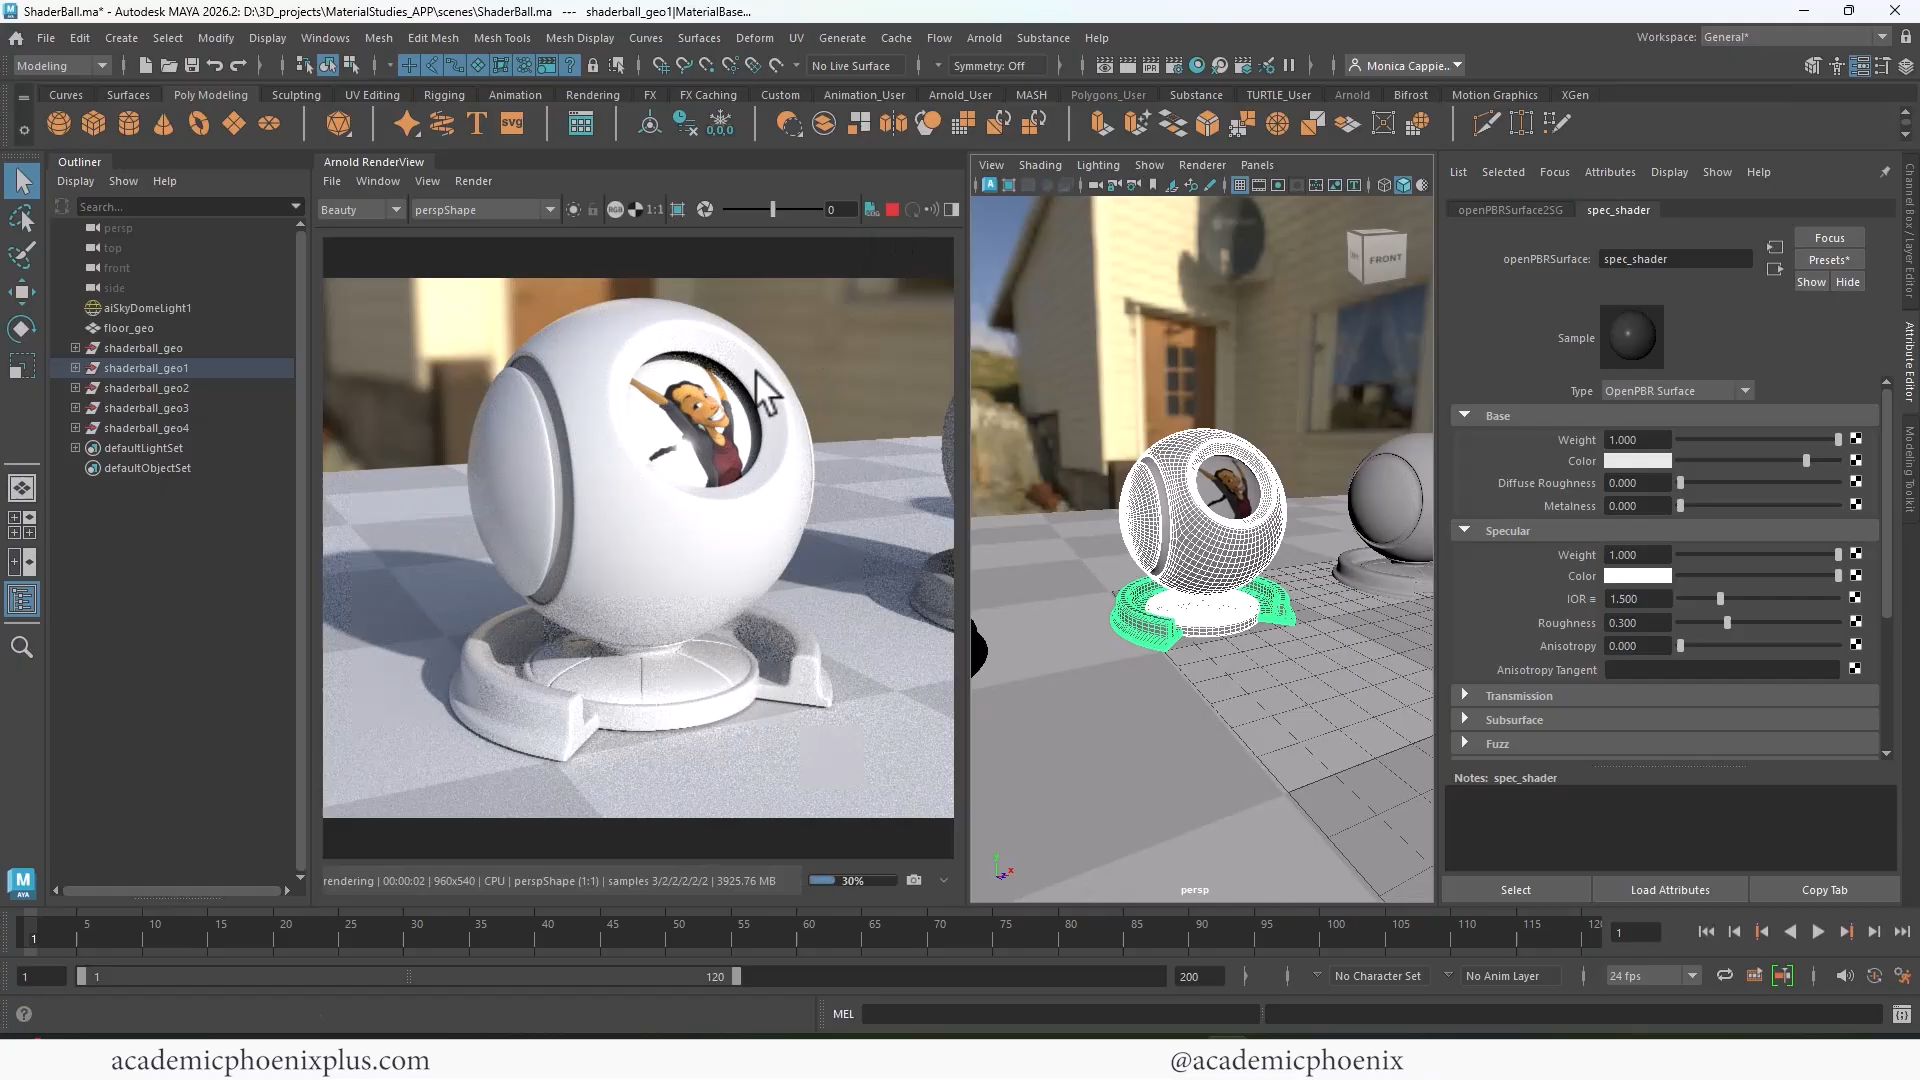 ShaderBall.ma* - Autodesk MAYA 2026.2: D:\3D_projects\MaterialStudies_APP\scenes\ShaderBall.ma --- shaderball_geo1|MaterialBase...
File Edit Create Select Modify Display Windows Mesh Edit Mesh Mesh Tools Mesh Display Curves Surfaces Deform UV Generate Cache Flow Arnold Substance Help
Workspace: General*
Modeling
No Live Surface
Symmetry: Off
Monica Cappie..
Curves Surfaces Poly Modeling Sculpting UV Editing Rigging Animation Rendering FX FX Caching Custom Animation_User Arnold_User MASH Polygons_User Substance TURTLE_User Arnold Bifrost Motion Graphics XGen
Outliner
Display Show Help
Search...
persp
top
front
side
aiSkyDomeLight1
floor_geo
shaderball_geo
shaderball_geo1
shaderball_geo2
shaderball_geo3
shaderball_geo4
defaultLightSet
defaultObjectSet
Arnold RenderView
File Window View Render
Beauty perspShape 1:1 0
rendering | 00:00:02 | 960x540 | CPU | perspShape (1:1) | samples 3/2/2/2/2/2 | 3925.76 MB
30%
View Shading Lighting Show Renderer Panels
FRONT
persp
List Selected Focus Attributes Display Show Help
openPBRSurface2SG spec_shader
openPBRSurface: spec_shader
Focus
Presets*
Show Hide
Sample
Type OpenPBR Surface
Base
Weight 1.000
Color
Diffuse Roughness 0.000
Metalness 0.000
Specular
Weight 1.000
Color
IOR = 1.500
Roughness 0.300
Anisotropy 0.000
Anisotropy Tangent
Transmission
Subsurface
Fuzz
Notes: spec_shader
Select Load Attributes Copy Tab
Channel Box / Layer Editor
Attribute Editor
Modeling Toolkit
5 10 15 20 25 30 35 40 45 50 55 60 65 70 75 80 85 90 95 100 105 110 115 120
1
1
1 1 120 200
No Character Set
No Anim Layer
24 fps
MEL
academicphoenixplus.com
@academicphoenix